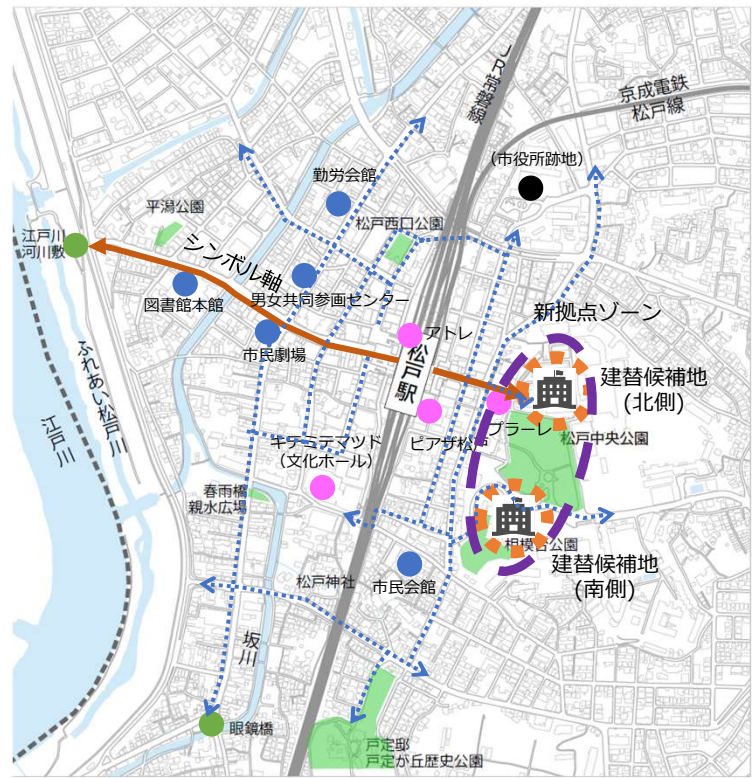 JR常磐線
京成電鉄
松戸線
(市役所跡地)
勤労会館
平潟公園
松戸西口公園
江戸川
河川敷
シンボル軸
図書館本館
男女共同参画センター
新拠点ゾーン
市民劇場
アトレ
松戸駅
ふれあい松戸川
江戸川
建替候補地
(北側)
プラーレ
ピアザ松戸
松戸中央公園
キテミテマツド
(文化ホール)
春雨橋
親水広場
相模台公園
建替候補地
(南側)
松戸神社
市民会館
坂川
眼鏡橋
戸定邸
戸定が丘歴史公園